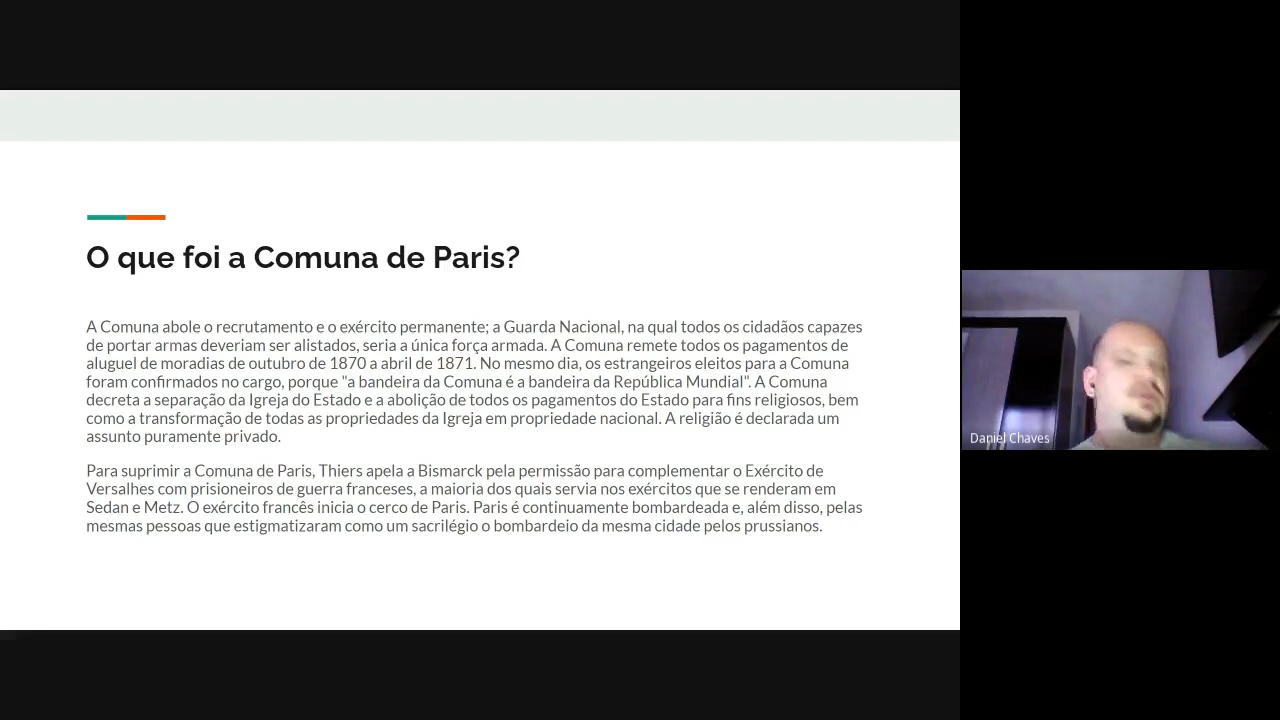 O que foi a Comuna de Paris?
A Comuna abole o recrutamento e o exército permanente; a Guarda Nacional, na qual todos os cidadãos capazes
de portar armas deveriam ser alistados, seria a única força armada. A Comuna remete todos os pagamentos de
aluguel de moradias de outubro de 1870 a abril de 1871. No mesmo dia, os estrangeiros eleitos para a Comuna
foram confirmados no cargo, porque "a bandeira da Comuna é a bandeira da República Mundial". A Comuna
decreta a separação da Igreja do Estado e a abolição de todos os pagamentos do Estado para fins religiosos, bem
como a transformação de todas as propriedades da Igreja em propriedade nacional. A religião é declarada um
assunto puramente privado.
Para suprimir a Comuna de Paris, Thiers apela a Bismarck pela permissão para complementar o Exército de
Versalhes com prisioneiros de guerra franceses, a maioria dos quais servia nos exércitos que se renderam em
Sedan e Metz. O exército francês inicia o cerco de Paris. Paris é continuamente bombardeada e, além disso, pelas
mesmas pessoas que estigmatizaram como um sacrilégio o bombardeio da mesma cidade pelos prussianos.
Daniel Chaves